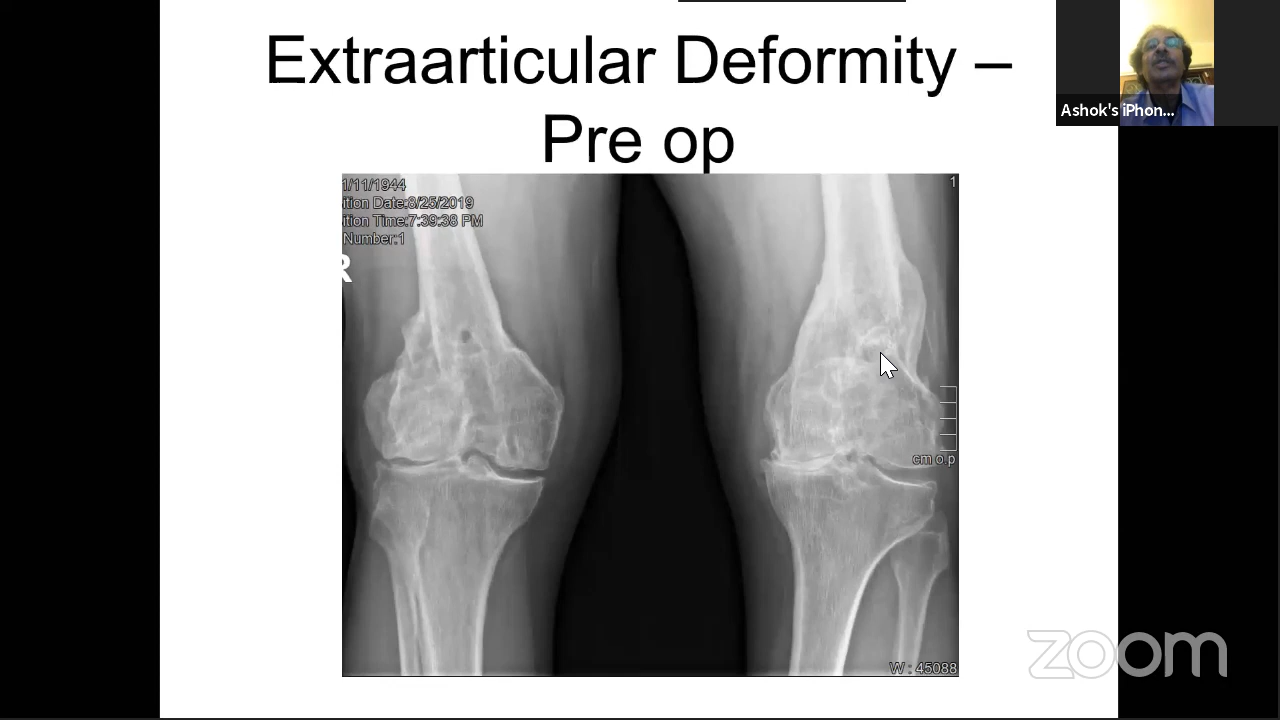 Extraarticular Deformity –
Pre op
Ashok's iPhon...
1/11/1944
ition Date:8/25/2019
ition Time:7:39:38 PM
Number:1
1
R
cm o.p
W : 45088
zoom